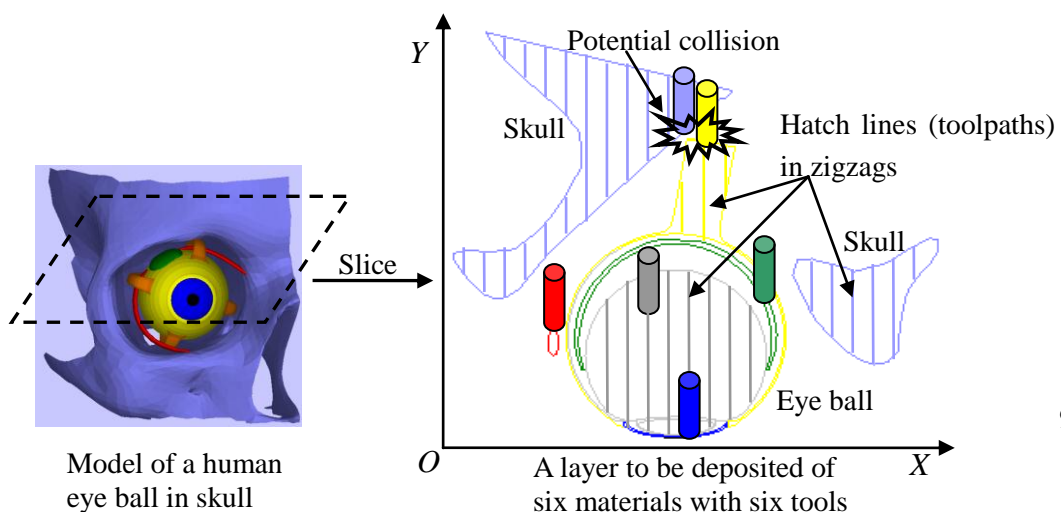 Y
Potential collision
Skull
Hatch lines (toolpaths)
in zigzags
Skull
Slice
Eye ball
O
X
Model of a human
eye ball in skull
A layer to be deposited of
six materials with six tools